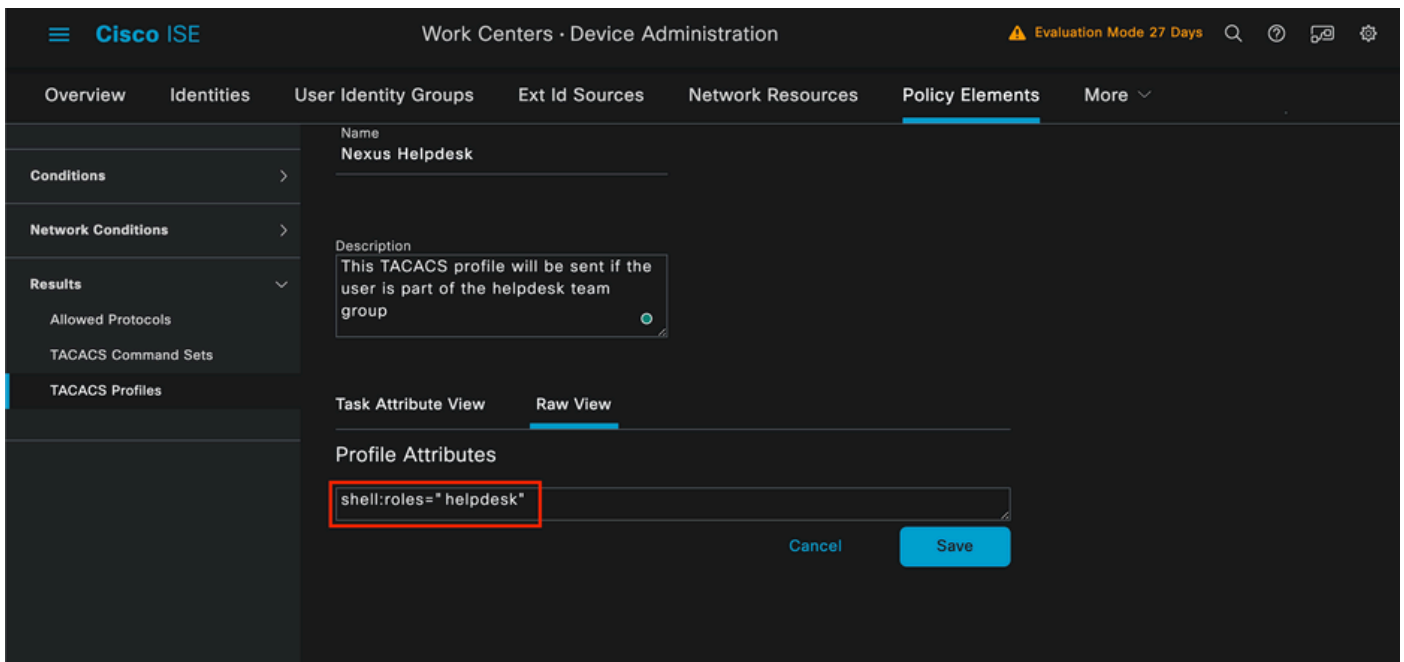 Cisco ISE
Work Centers · Device Administration
Evaluation Mode 27 Days
Overview
Identities
User Identity Groups
Ext Id Sources
Network Resources
Policy Elements
More
Conditions
Network Conditions
Results
Allowed Protocols
TACACS Command Sets
TACACS Profiles
Name
Nexus Helpdesk
Description
This TACACS profile will be sent if the
user is part of the helpdesk team
group
Task Attribute View
Raw View
Profile Attributes
shell:roles="helpdesk"
Cancel
Save